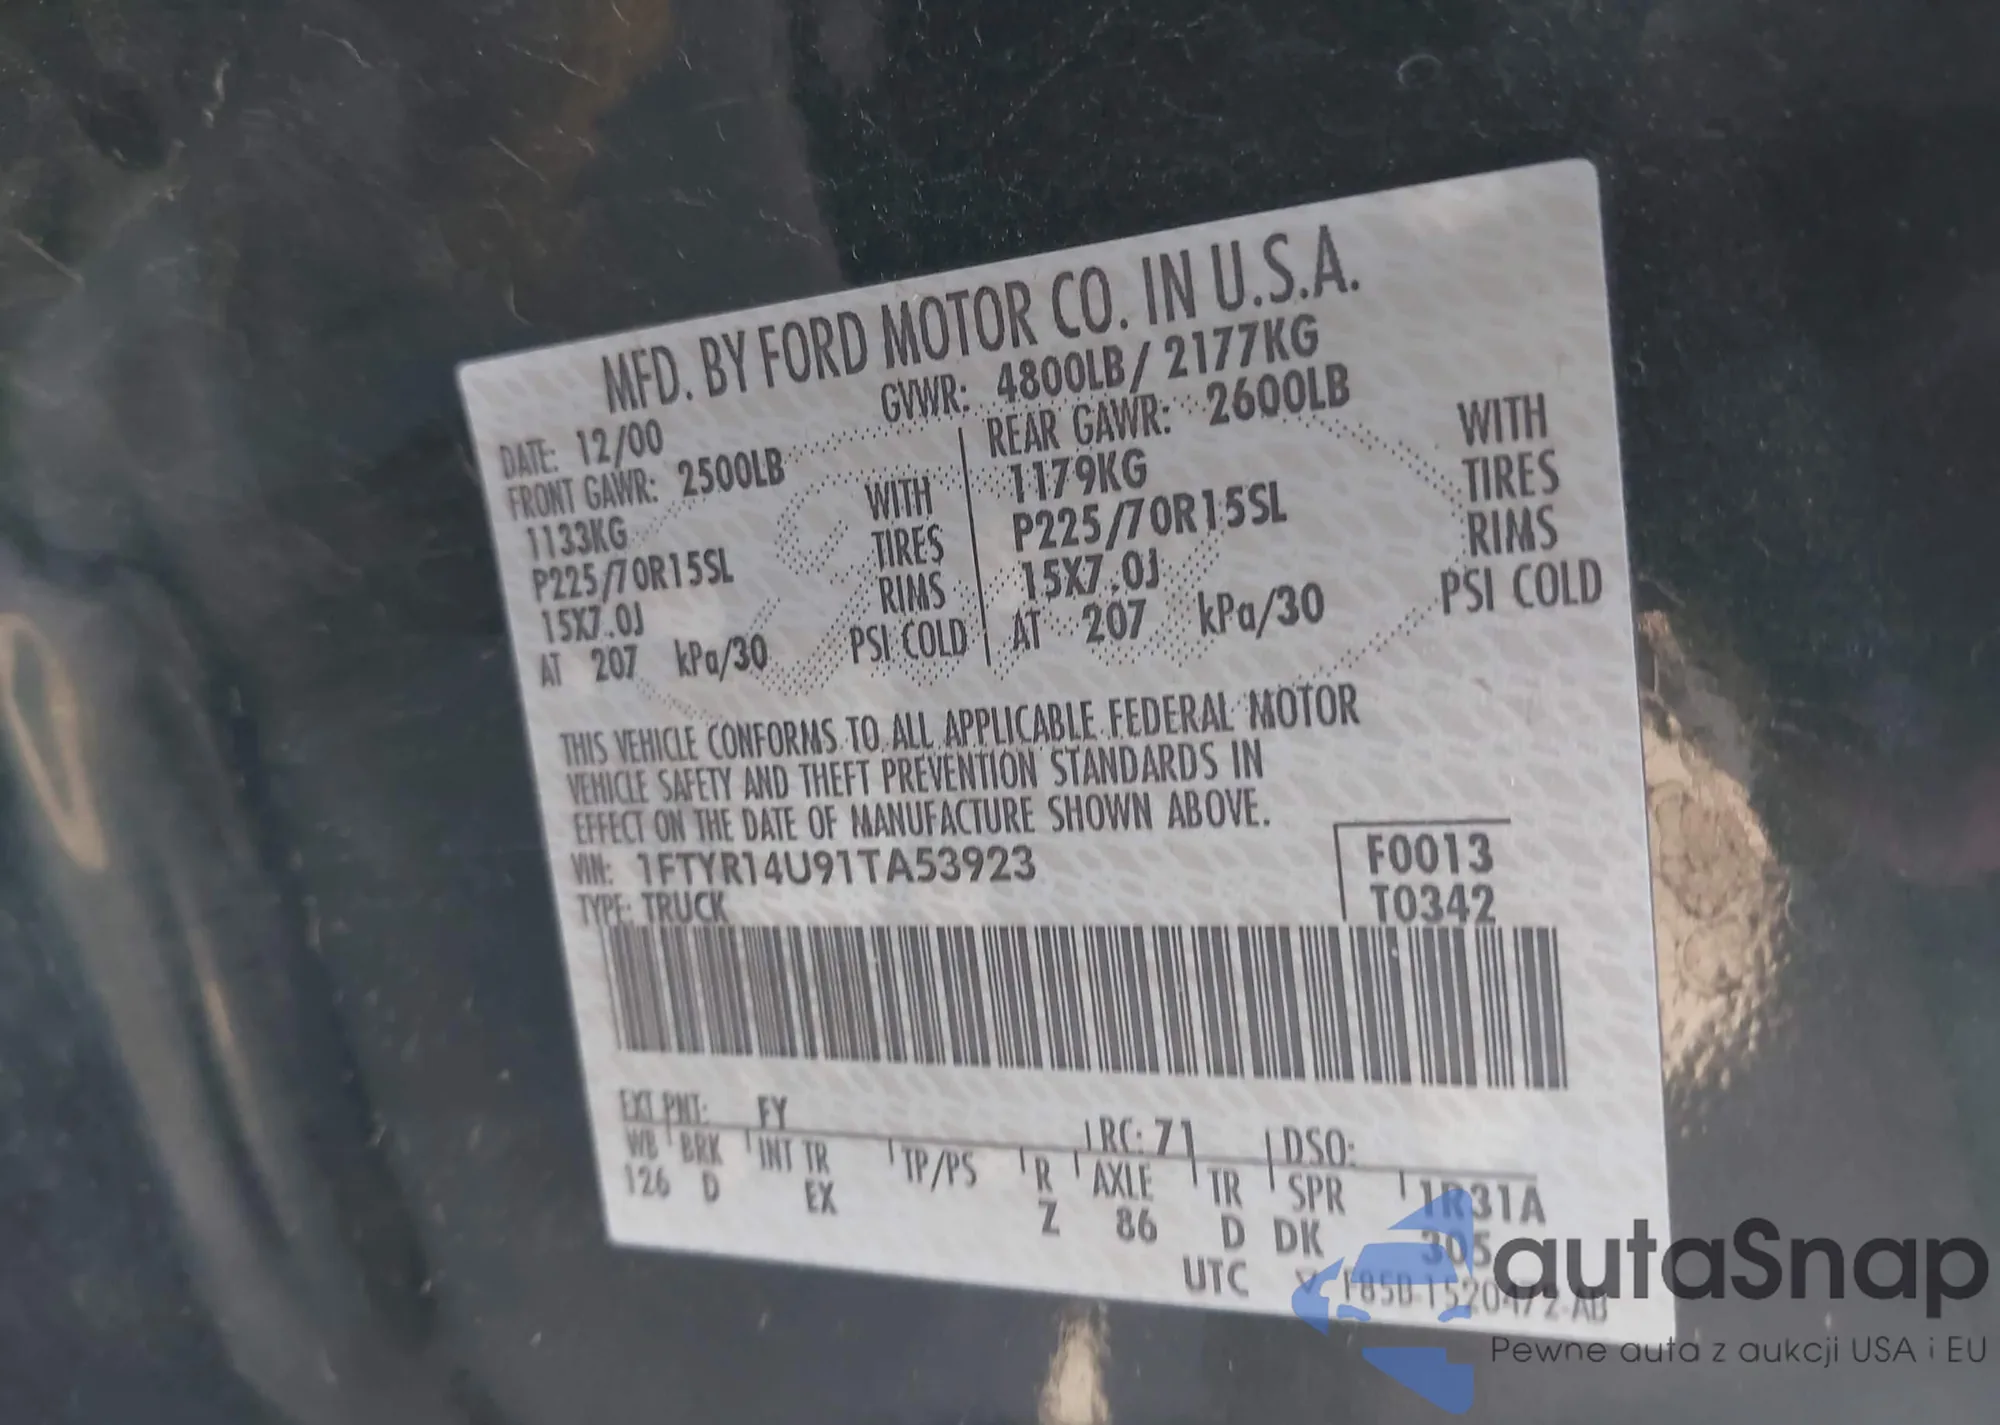 MFD. BY FORD MOTOR CO. IN U.S.A.
DATE: 12/00 GVWR: 4800LB/ 2177KG
FRONT GAWR: 2500LB REAR GAWR: 2600LB
1133KG WITH 1179KG WITH
P225/70R15SL TIRES P225/70R15SL TIRES
15X7.0J RIMS 15X7.0J RIMS
AT 207 kPa/30 PSI COLD AT 207 kPa/30 PSI COLD
THIS VEHICLE CONFORMS TO ALL APPLICABLE FEDERAL MOTOR
VEHICLE SAFETY AND THEFT PREVENTION STANDARDS IN
EFFECT ON THE DATE OF MANUFACTURE SHOWN ABOVE.
VIN: 1FTYR14U91TA53923 F0013
TYPE: TRUCK T0342
EXT PNT: FY RC: 71 DSO:
WB BRK INT TR TP/PS R AXLE TR SPR 1R31A
126 D EX Z 86 D DK 305
UTC
autaSnap
Pewne auta z aukcji USA i EU